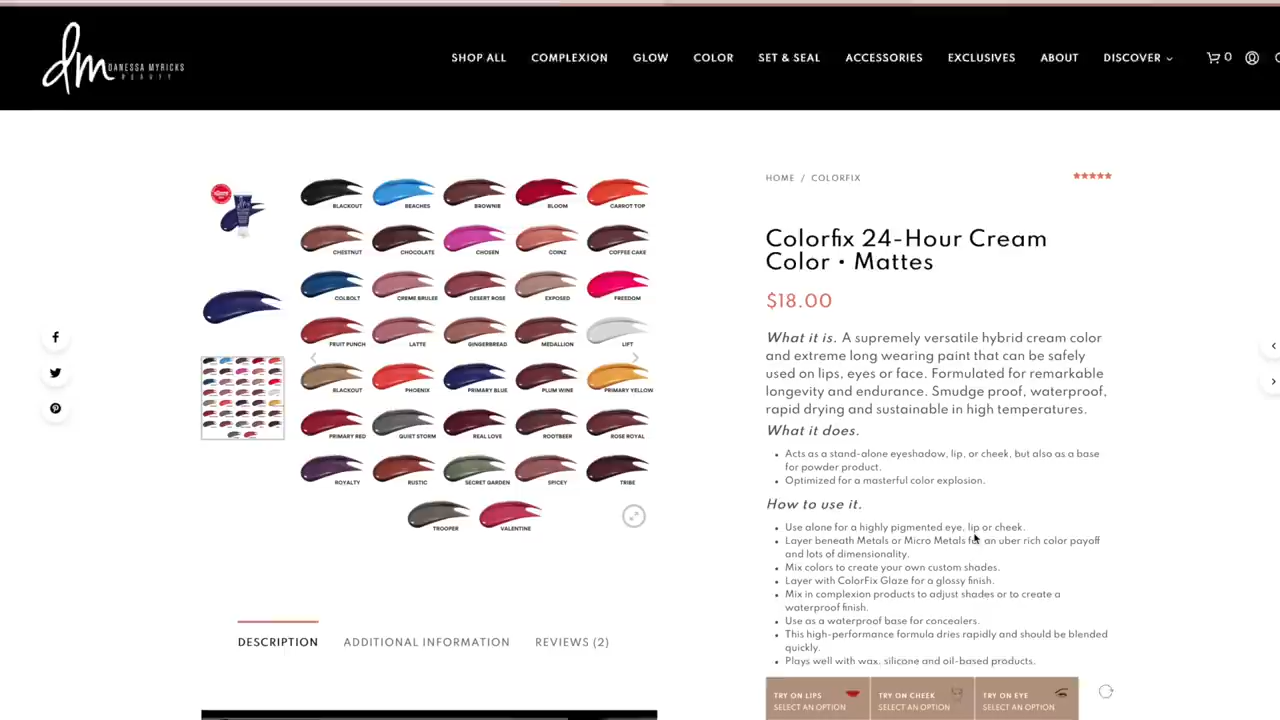 dm DANESSA MYRICKS
BEAUTY
SHOP ALL COMPLEXION GLOW COLOR SET & SEAL ACCESSORIES EXCLUSIVES ABOUT DISCOVER 0
HOME / COLORFIX
BLACKOUT BEACHES BROWNIE BLOOM CARROT TOP
CHESTNUT CHOCOLATE CHOSEN COINZ COFFEE CAKE
COLBOLT CREME BRULEE DESERT ROSE EXPOSED FREEDOM
FRUIT PUNCH LATTE GINGERBREAD MEDALLION LIFT
BLACKOUT PHOENIX PRIMARY BLUE PLUM WINE PRIMARY YELLOW
PRIMARY RED QUIET STORM REAL LOVE ROOTBEER ROSE ROYAL
ROYALTY RUSTIC SECRET GARDEN SPICEY TRIBE
TROOPER VALENTINE
Colorfix 24-Hour Cream
Color • Mattes
$18.00
What it is. A supremely versatile hybrid cream color
and extreme long wearing paint that can be safely
used on lips, eyes or face. Formulated for remarkable
longevity and endurance. Smudge proof, waterproof,
rapid drying and sustainable in high temperatures.
What it does.
• Acts as a stand-alone eyeshadow, lip, or cheek, but also as a base
for powder product.
• Optimized for a masterful color explosion.
How to use it.
• Use alone for a highly pigmented eye, lip or cheek.
• Layer beneath Metals or Micro Metals for an uber rich color payoff
and lots of dimensionality.
• Mix colors to create your own custom shades.
• Layer with ColorFix Glaze for a glossy finish.
• Mix in complexion products to adjust shades or to create a
waterproof finish.
• Use as a waterproof base for concealers.
• This high-performance formula dries rapidly and should be blended
quickly.
• Plays well with wax, silicone and oil-based products.
DESCRIPTION ADDITIONAL INFORMATION REVIEWS (2)
TRY ON LIPS TRY ON CHEEK TRY ON EYE
SELECT AN OPTION SELECT AN OPTION SELECT AN OPTION